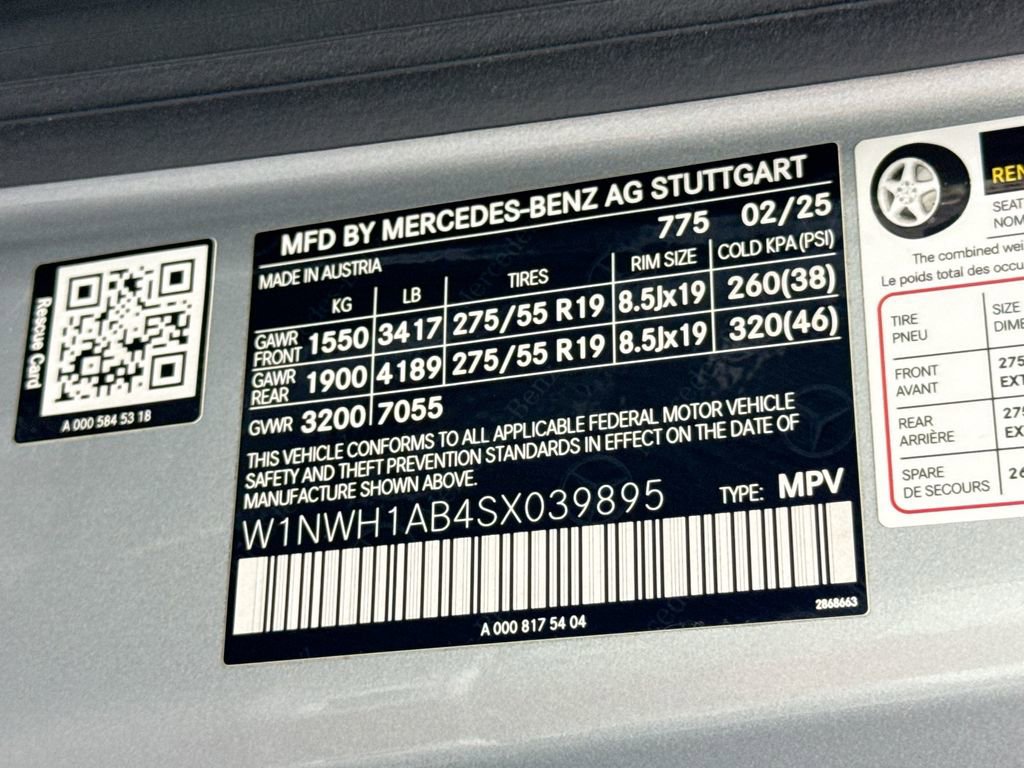 Rescue Card
A 000 584 53 18
MFD BY MERCEDES-BENZ AG STUTTGART
775 02/25
MADE IN AUSTRIA
KG LB TIRES RIM SIZE COLD KPA(PSI)
GAWR FRONT 1550 3417 275/55 R19 8.5Jx19 260(38)
GAWR REAR 1900 4189 275/55 R19 8.5Jx19 320(46)
GVWR 3200 7055
THIS VEHICLE CONFORMS TO ALL APPLICABLE FEDERAL MOTOR VEHICLE
SAFETY AND THEFT PREVENTION STANDARDS IN EFFECT ON THE DATE OF
MANUFACTURE SHOWN ABOVE.
W1NWH1AB4SX039895 TYPE: MPV
2868663
A 000 817 54 04
SEAT
The combined wei
Le poids total des occu
TIRE
PNEU
SIZE
FRONT
AVANT
275
REAR
ARRIÈRE
275
SPARE
DE SECOURS